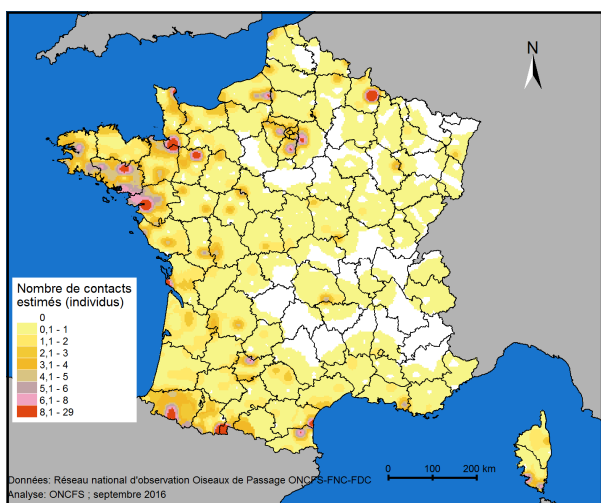 N
Nombre de contacts
estimés (individus)
0
0,1 - 1
1,1 - 2
2,1 - 3
3,1 - 4
4,1 - 5
5,1 - 6
6,1 - 8
8,1 - 29
Données: Réseau national d'observation Oiseaux de Passage ONCFS-FNC-FDC
0 100 200 km
Analyse: ONCFS ; septembre 2016